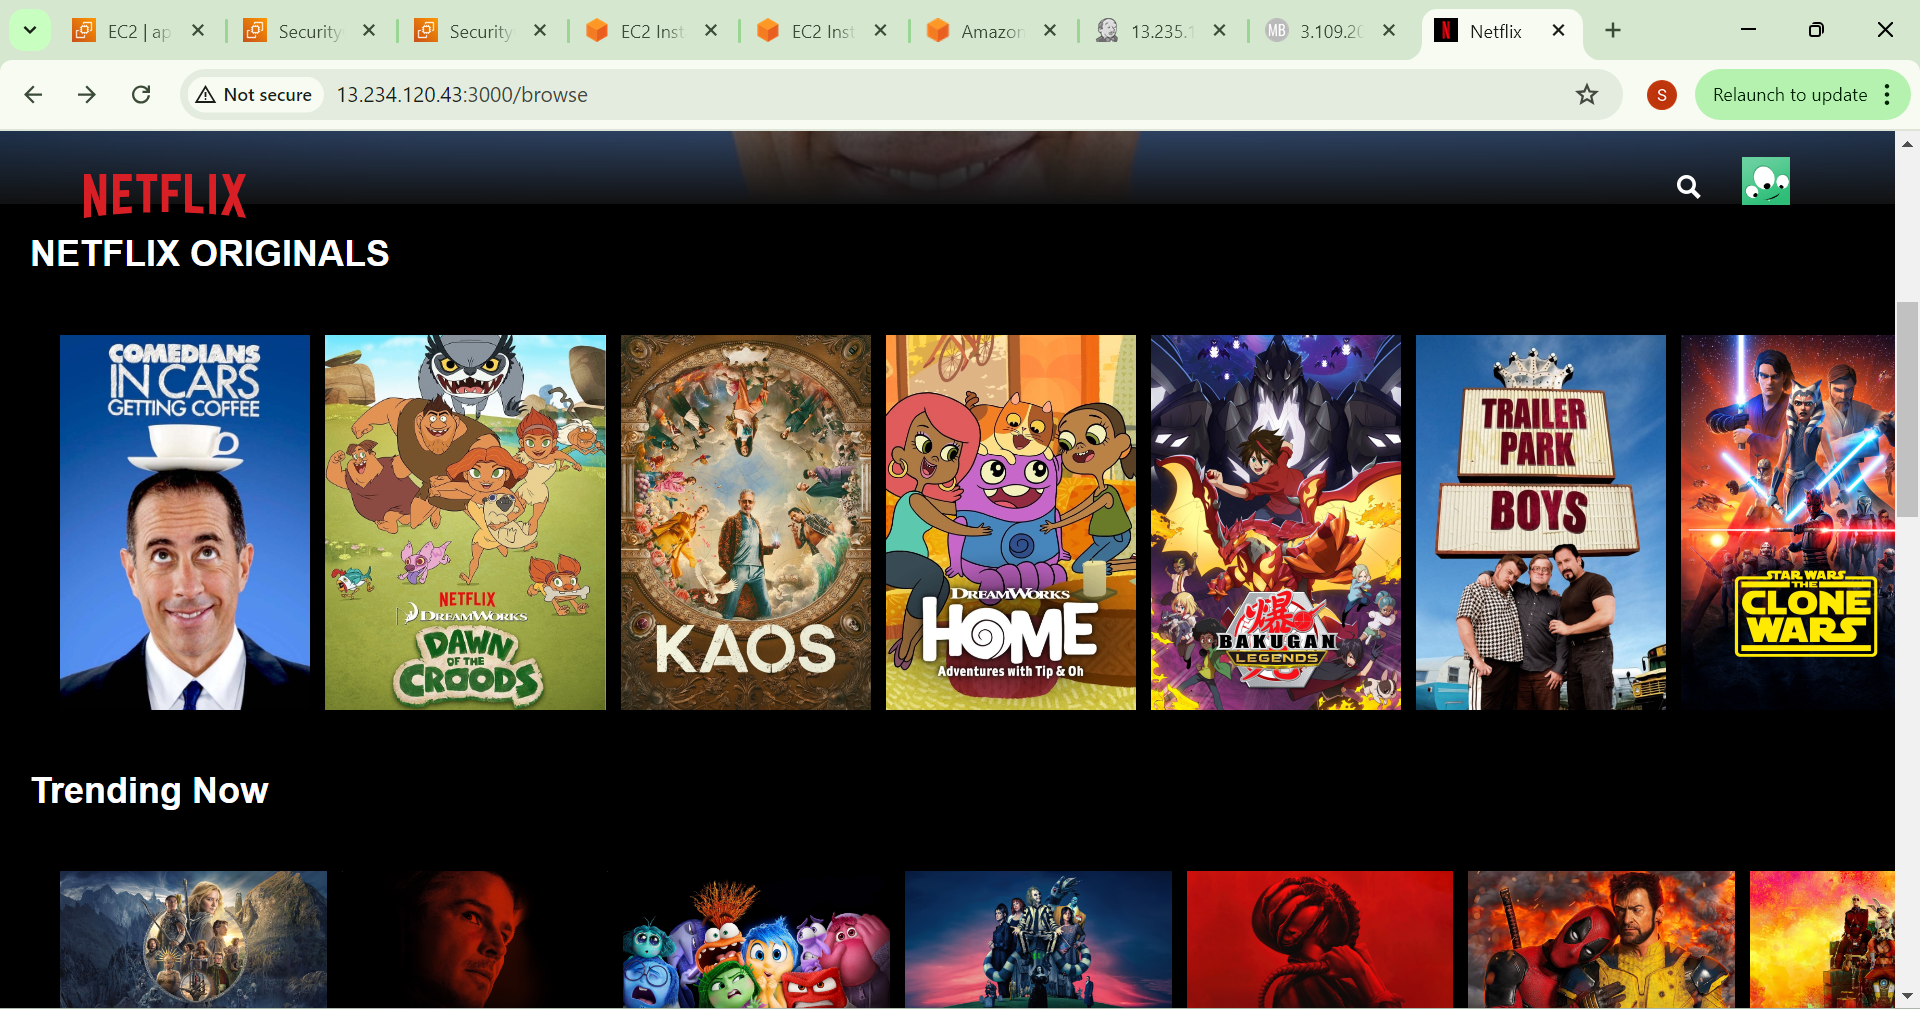 EC2 | ap
Security
Security
EC2 Inst
EC2 Inst
Amazon
13.235.1
MB
3.109.20
Netflix
Not secure
13.234.120.43:3000/browse
S
Relaunch to update
NETFLIX
NETFLIX ORIGINALS
COMEDIANS
IN CARS
GETTING COFFEE
NETFLIX
DREAMWORKS
DAWN
OF THE
CROODS
KAOS
DREAMWORKS
HOME
Adventures with Tip & Oh
爆
BAKUGAN
LEGENDS
TRAILER
PARK
BOYS
STAR WARS
THE
CLONE
WARS
Trending Now